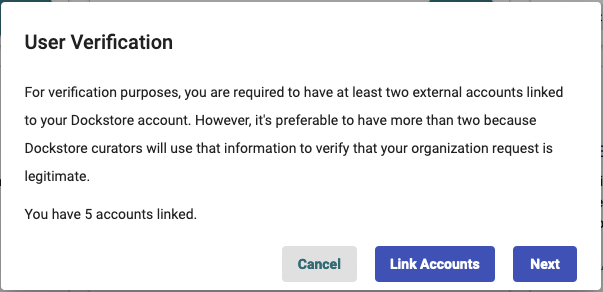 User Verification
For verification purposes, you are required to have at least two external accounts linked
to your Dockstore account. However, it's preferable to have more than two because
Dockstore curators will use that information to verify that your organization request is
legitimate.
You have 5 accounts linked.
Cancel
Link Accounts
Next